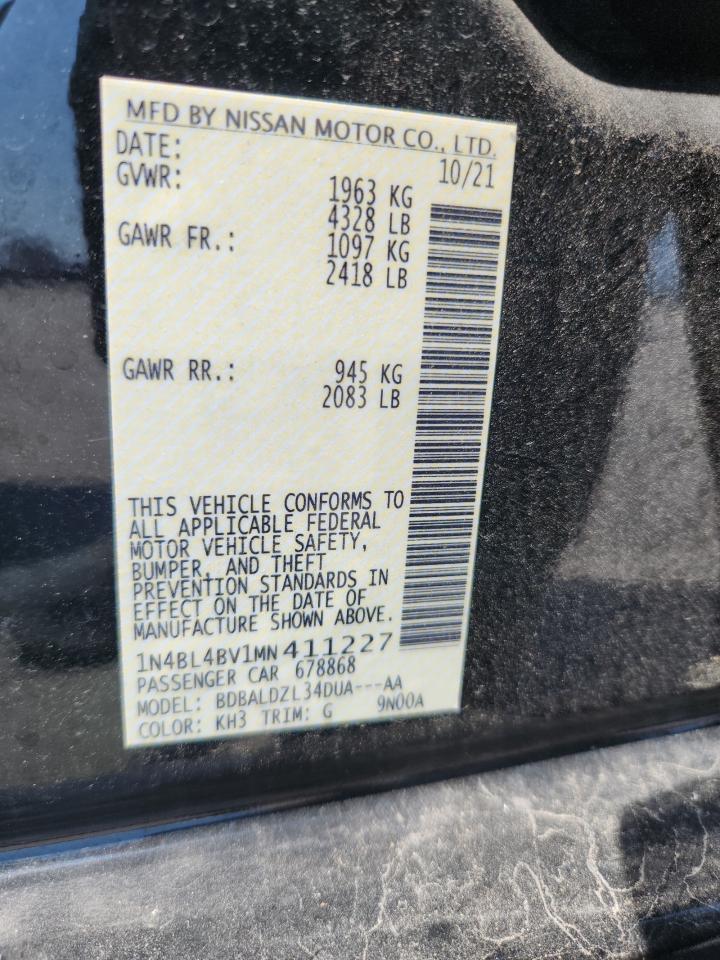 MFD BY NISSAN MOTOR CO., LTD.
DATE: 10/21
GVWR: 1963 KG
4328 LB
GAWR FR.: 1097 KG
2418 LB
GAWR RR.: 945 KG
2083 LB
THIS VEHICLE CONFORMS TO
ALL APPLICABLE FEDERAL
MOTOR VEHICLE SAFETY,
BUMPER, AND THEFT
PREVENTION STANDARDS IN
EFFECT ON THE DATE OF
MANUFACTURE SHOWN ABOVE.
1N4BL4BV1MN411227
PASSENGER CAR 678868
MODEL: BDBALDZL34DUA---AA
COLOR: KH3 TRIM: G 9N00A